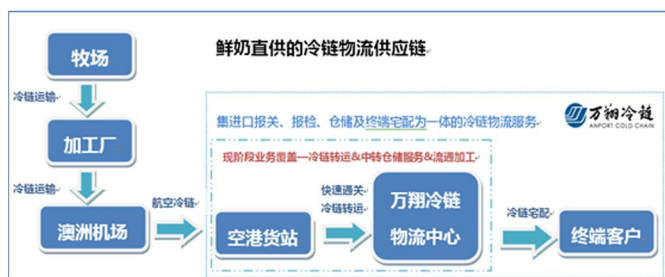 鲜奶直供的冷链物流供应链
牧场
冷链运输
加工厂
冷链运输
澳洲机场
航空冷链
集进口报关、报检、仓储及终端宅配为一体的冷链物流服务
万翔冷链
ANPORT COLD CHAIN
现阶段业务覆盖—冷链转运&中转仓储服务&流通加工
空港货站
快速通关
冷链转运
万翔冷链
物流中心
冷链宅配
终端客户